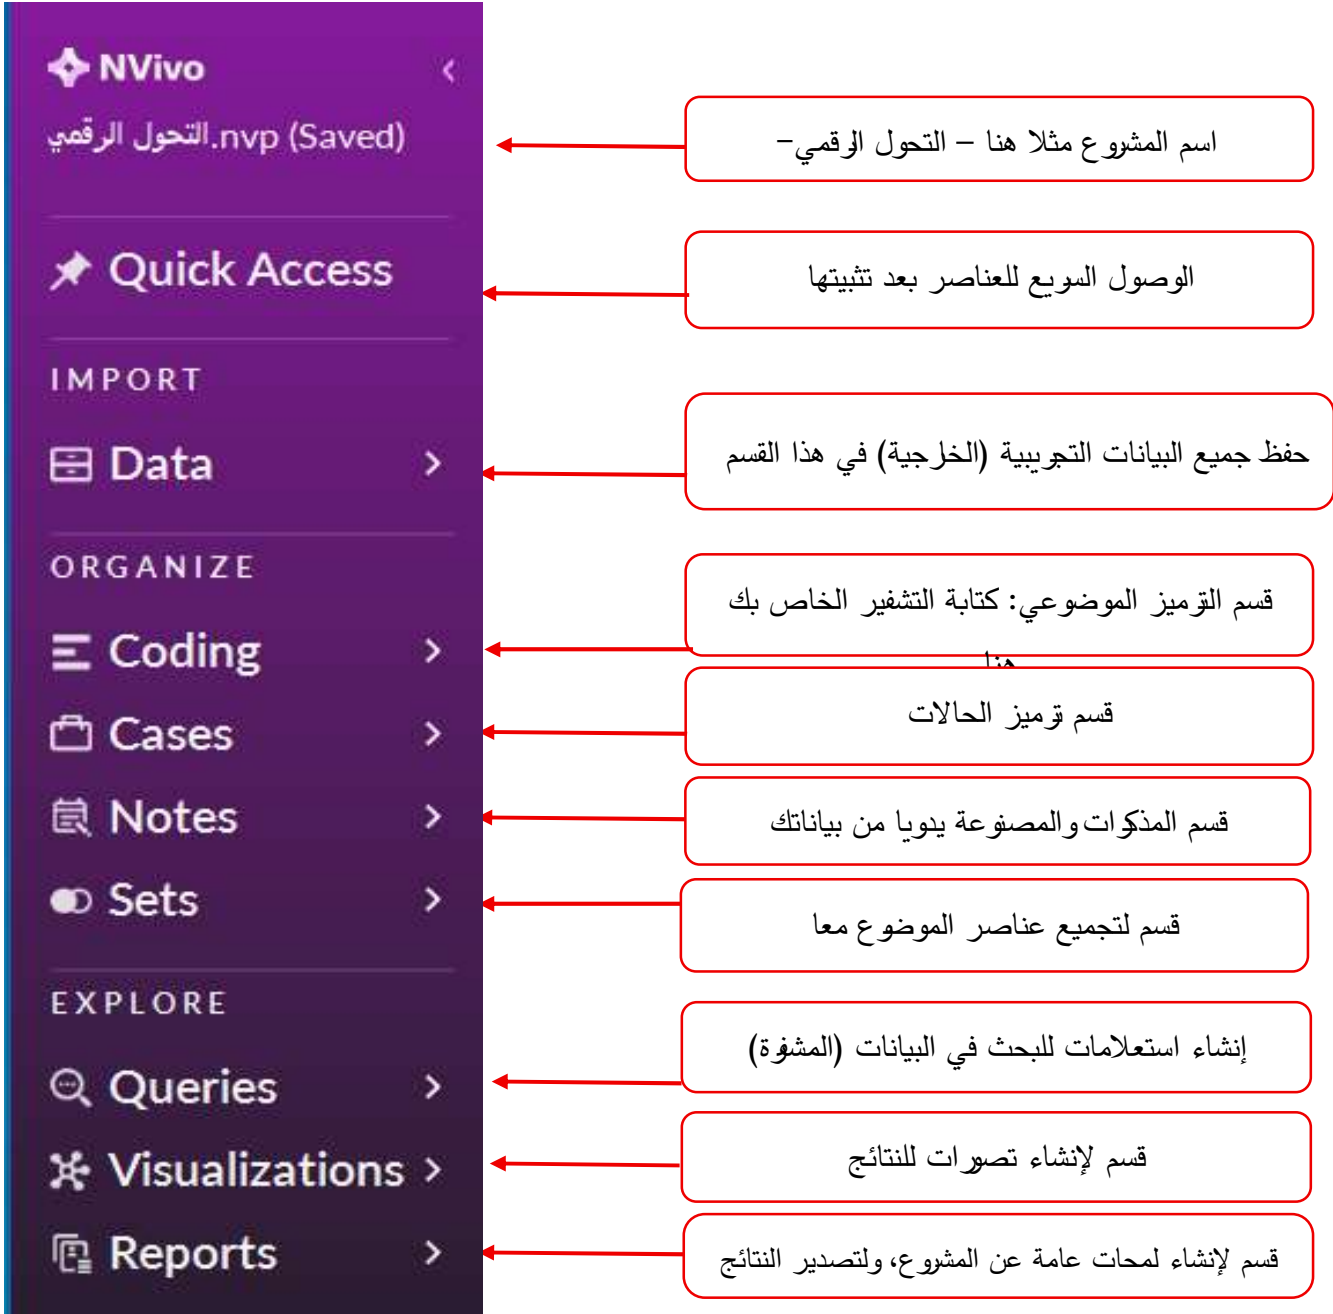 NVivo
التحول الرقمي.nvp (Saved)
اسم المشروع مثلا هنا – التحول الرقمي-
Quick Access
الوصول السريع للعناصر بعد تثبيتها
IMPORT
Data
حفظ جميع البيانات التجريبية (الخارجية) في هذا القسم
ORGANIZE
Coding
قسم الترميز الموضوعي: كتابة التشفير الخاص بك
هنا
Cases
قسم ترميز الحالات
Notes
قسم المذكرات والمصنوعة يدويا من بياناتك
Sets
قسم لتجميع عناصر الموضوع معا
EXPLORE
Queries
إنشاء استعلامات للبحث في البيانات (المشفرة)
Visualizations
قسم لإنشاء تصورات للنتائج
Reports
قسم لإنشاء لمحات عامة عن المشروع، ولتصدير النتائج